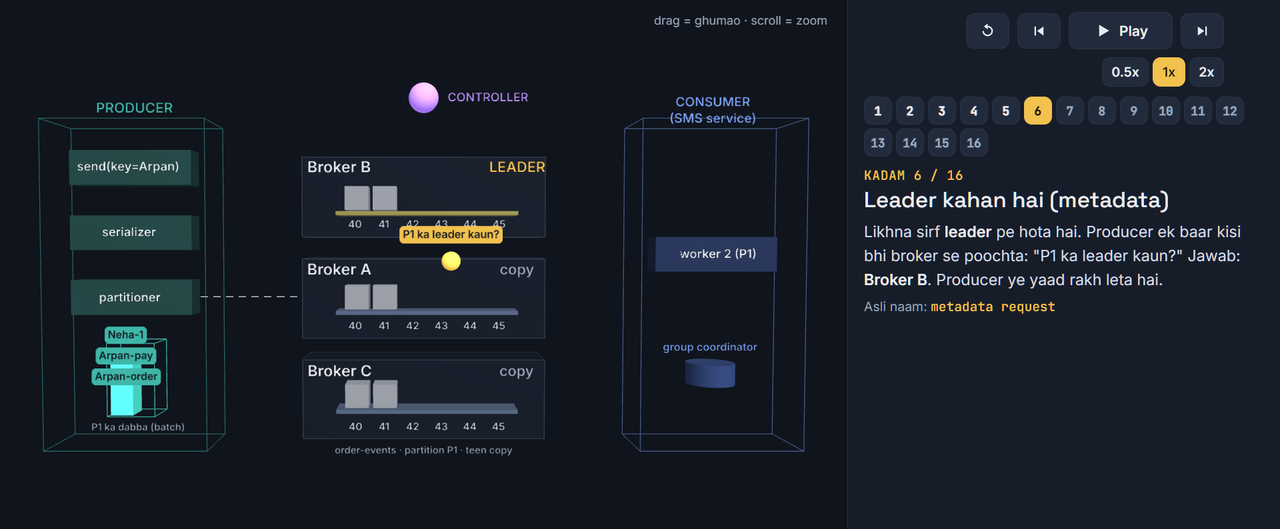 drag = ghumao · scroll = zoom
PRODUCER
send(key=Arpan)
serializer
partitioner
Neha-1
Arpan-pay
Arpan-order
P1 ka dabba (batch)
CONTROLLER
Broker B
LEADER
40 41 42 43 44 45
P1 ka leader kaun?
Broker A
copy
40 41 42 43 44 45
Broker C
copy
40 41 42 43 44 45
order-events · partition P1 · teen copy
CONSUMER
(SMS service)
worker 2 (P1)
group coordinator
Play
0.5x 1x 2x
1 2 3 4 5 6 7 8 9 10 11 12
13 14 15 16
KADAM 6 / 16
Leader kahan hai (metadata)
Likhna sirf leader pe hota hai. Producer ek baar kisi
bhi broker se poochta: "P1 ka leader kaun?" Jawab:
Broker B. Producer ye yaad rakh leta hai.
Asli naam: metadata request